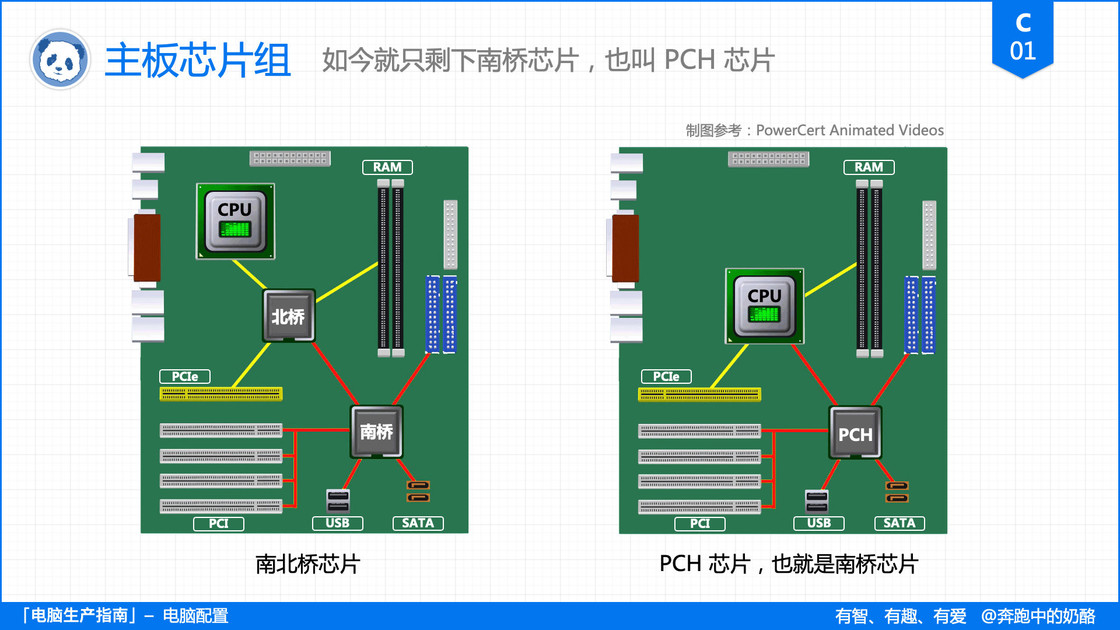 主板芯片组
如今就只剩下南桥芯片，也叫 PCH 芯片
C
01
制图参考：PowerCert Animated Videos
RAM
CPU
北桥
PCIe
南桥
PCI
USB
SATA
南北桥芯片
RAM
CPU
PCIe
PCH
PCI
USB
SATA
PCH 芯片，也就是南桥芯片
「电脑生产指南」– 电脑配置
有智、有趣、有爱 @奔跑中的奶酪